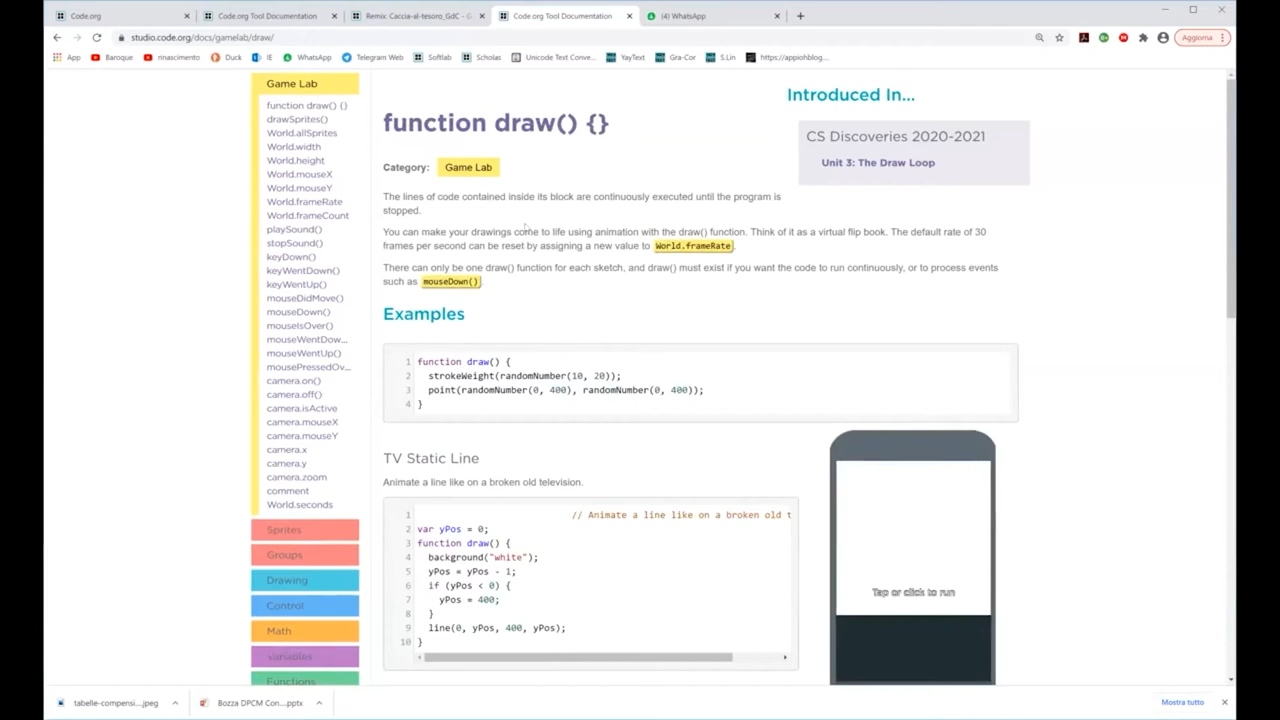 Code.org
Code.org Tool Documentation
Remix: Caccia-al-tesoro_GdC - G
Code.org Tool Documentation
(4) WhatsApp
studio.code.org/docs/gamelab/draw/
Aggiorna
App
Baroque
rinascimento
Duck
IE
WhatsApp
Telegram Web
Softlab
Scholas
Unicode Text Conve...
YayText
Gra-Cor
S.Lin
https://appiohblog...
Game Lab
function draw() {}
drawSprites()
World.allSprites
World.width
World.height
World.mouseX
World.mouseY
World.frameRate
World.frameCount
playSound()
stopSound()
keyDown()
keyWentDown()
keyWentUp()
mouseDidMove()
mouseDown()
mouseIsOver()
mouseWentDow...
mouseWentUp()
mousePressedOv...
camera.on()
camera.off()
camera.isActive
camera.mouseX
camera.mouseY
camera.x
camera.y
camera.zoom
comment
World.seconds
Sprites
Groups
Drawing
Control
Math
Variables
Functions
function draw() {}
Category: Game Lab
The lines of code contained inside its block are continuously executed until the program is
stopped.
You can make your drawings come to life using animation with the draw() function. Think of it as a virtual flip book. The default rate of 30
frames per second can be reset by assigning a new value to World.frameRate.
There can only be one draw() function for each sketch, and draw() must exist if you want the code to run continuously, or to process events
such as mouseDown().
Introduced In...
CS Discoveries 2020-2021
Unit 3: The Draw Loop
Examples
1 function draw() {
2 strokeWeight(randomNumber(10, 20));
3 point(randomNumber(0, 400), randomNumber(0, 400));
4 }
TV Static Line
Animate a line like on a broken old television.
1 // Animate a line like on a broken old t
2 var yPos = 0;
3 function draw() {
4 background("white");
5 yPos = yPos - 1;
6 if (yPos < 0) {
7 yPos = 400;
8 }
9 line(0, yPos, 400, yPos);
10 }
Tap or click to run
tabelle-compensi....jpeg
Bozza DPCM Con....pptx
Mostra tutto